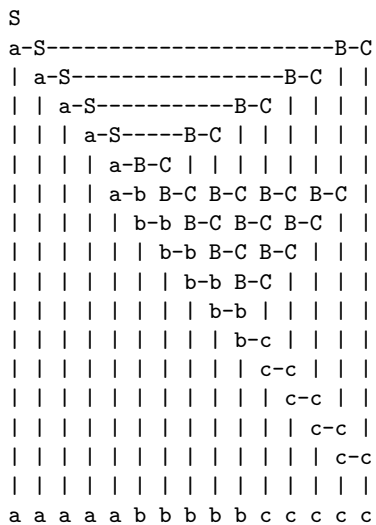 S
a-S-----------------------B-C
| a-S-----------------B-C | |
| | a-S-----------B-C | | | |
| | | a-S-----B-C | | | | | |
| | | | a-B-C | | | | | | | |
| | | | a-b B-C B-C B-C B-C |
| | | | | b-b B-C B-C B-C | |
| | | | | | b-b B-C B-C | | |
| | | | | | | b-b B-C | | | |
| | | | | | | | b-b | | | | |
| | | | | | | | | b-c | | | |
| | | | | | | | | | c-c | | |
| | | | | | | | | | | c-c | |
| | | | | | | | | | | | c-c |
| | | | | | | | | | | | | c-c
| | | | | | | | | | | | | | |
a a a a a b b b b b c c c c c